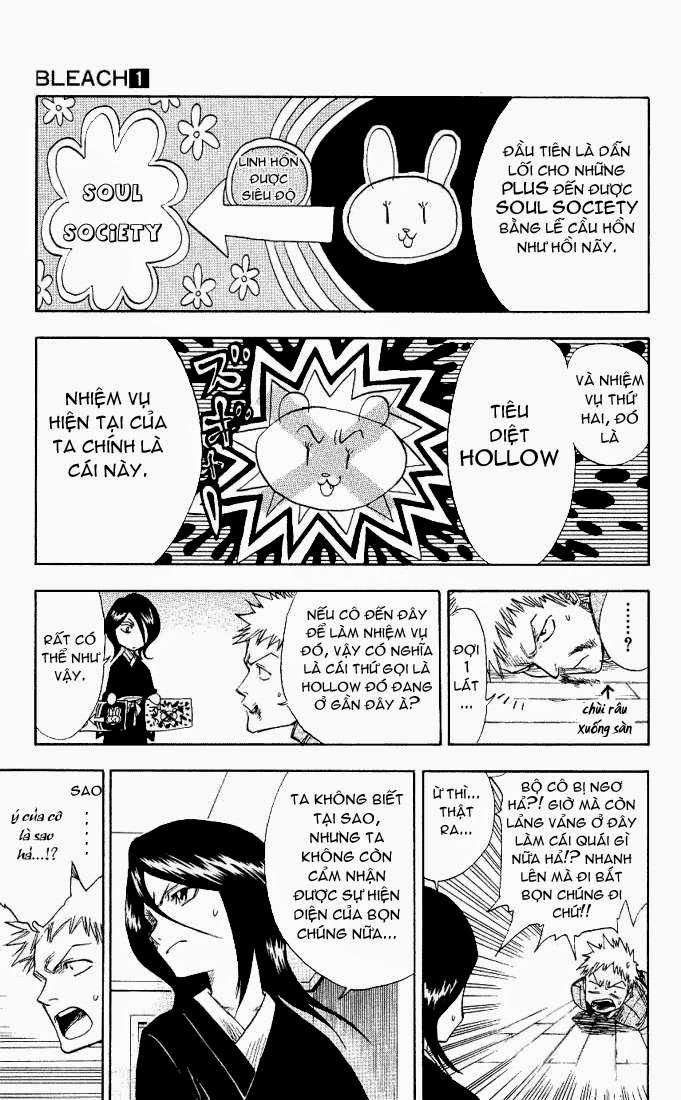 BLEACH 1
ĐẦU TIÊN LÀ DẨN
LỐI CHO NHỮNG
PLUS ĐẾN ĐƯỢC
SOUL SOCIETY
BẰNG LỄ CẦU HỒN
NHƯ HỒI NÃY.
LINH HỒN
ĐƯỢC
SIÊU ĐỘ
SOUL
SOCIETY
VÀ NHIỆM
VỤ THỨ
HAI, ĐÓ
LÀ
TIÊU
DIỆT
HOLLOW
ズギャーン
NHIỆM VỤ
HIỆN TẠI CỦA
TA CHÍNH LÀ
CÁI NÀY.
......?
chùi râu
xuống sàn
ĐỢI
1
LÁT
...
NẾU CÔ ĐẾN ĐÂY
ĐỂ LÀM NHIỆM VỤ
ĐÓ, VẬY CÓ NGHĨA
LÀ CÁI THỨ GỌI LÀ
HOLLOW ĐÓ ĐANG
Ở GẦN ĐÂY À?
RẤT CÓ
THỂ NHƯ
VẬY.
BỘ CÔ BỊ NGƠ
HẢ?! GIỜ MÀ CÒN
LẢNG VẢNG Ở ĐÂY
LÀM CÁI QUÁI GÌ
NỮA HẢ!? NHANH
LÊN MÀ ĐI BẮT
BỌN CHÚNG ĐI
CHỨ!!
Ừ THÌ...
THẬT
RA...
TA KHÔNG BIẾT
TẠI SAO,
NHƯNG TA
KHÔNG CÒN
CẢM NHẬN
ĐƯỢC SỰ HIỆN
DIỆN CỦA BỌN
CHÚNG NỮA...
SAO
....
ý của cô
là sao
hả...!?